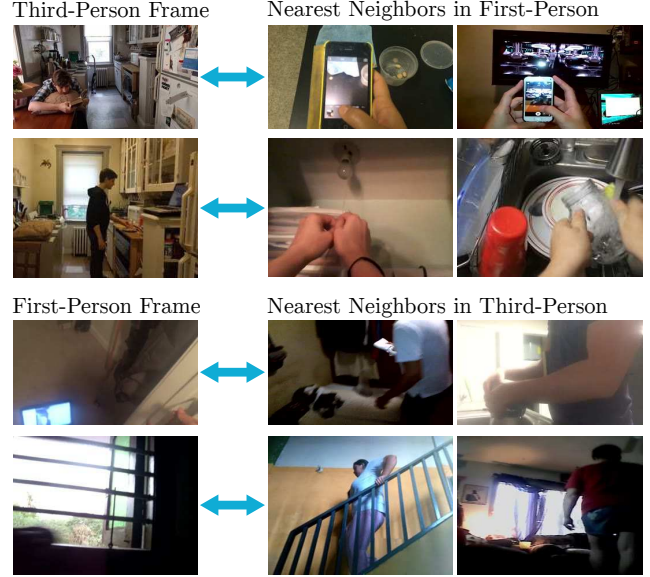 Third-Person Frame
Nearest Neighbors in First-Person
First-Person Frame
Nearest Neighbors in Third-Person